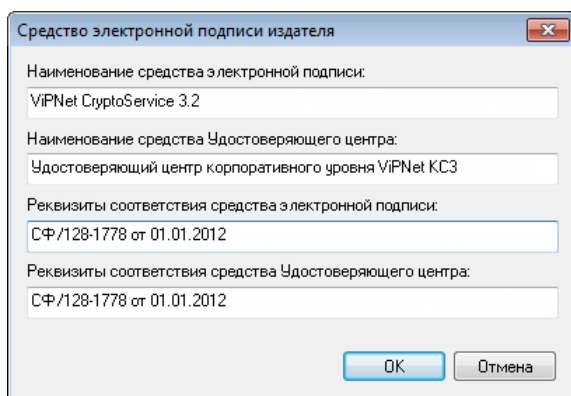 Средство электронной подписи издателя
Наименование средства электронной подписи:
ViPNet CryptoService 3.2
Наименование средства Удостоверяющего центра:
Удостоверяющий центр корпоративного уровня ViPNet КС3
Реквизиты соответствия средства электронной подписи:
СФ/128-1778 от 01.01.2012
Реквизиты соответствия средства Удостоверяющего центра:
СФ/128-1778 от 01.01.2012
OK Отмена